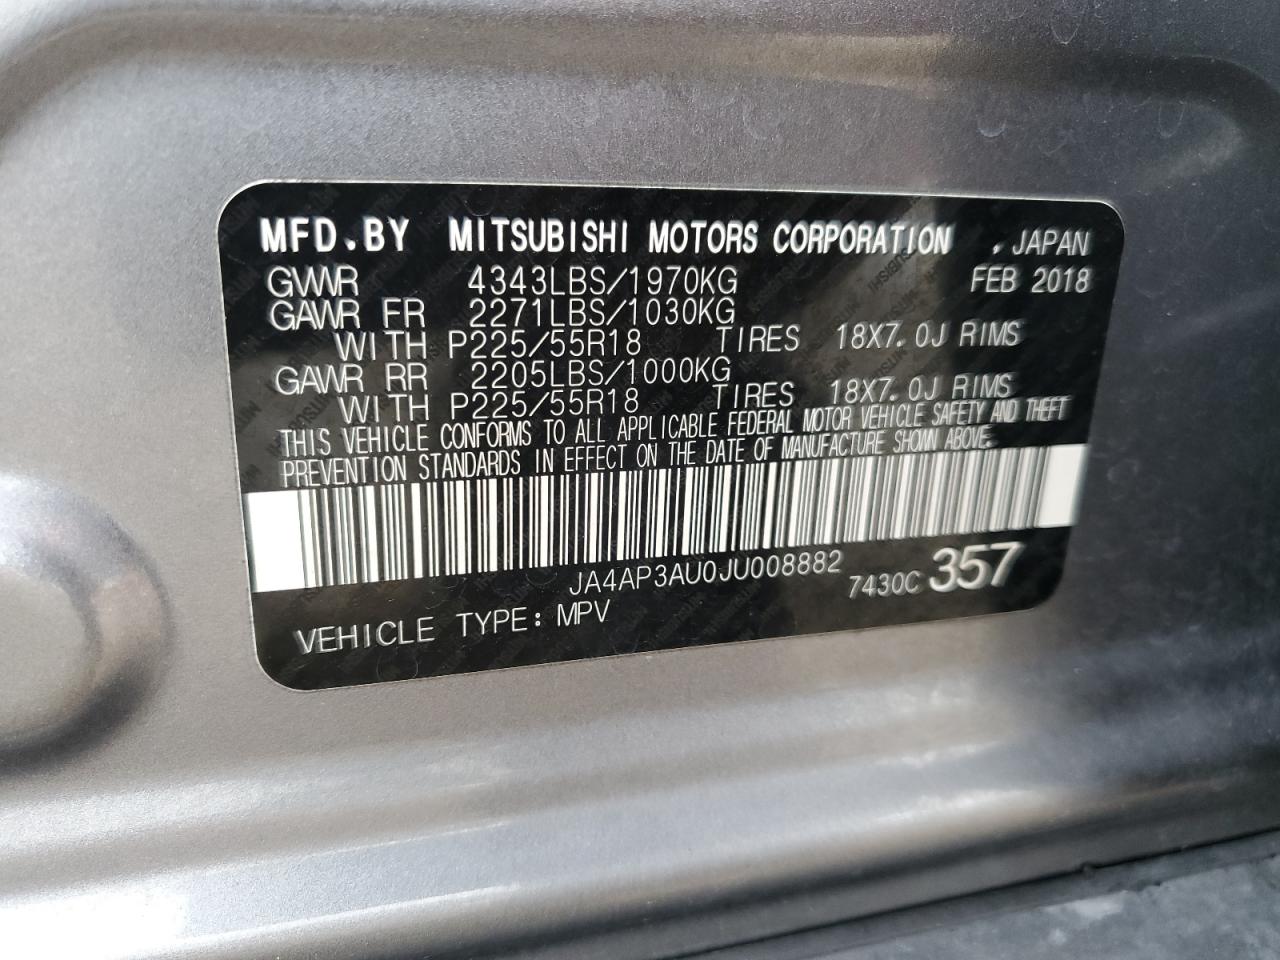 MFD.BY MITSUBISHI MOTORS CORPORATION , JAPAN
GVWR 4343LBS/1970KG FEB 2018
GAWR FR 2271LBS/1030KG
WITH P225/55R18 TIRES 18X7.0J RIMS
GAWR RR 2205LBS/1000KG
WITH P225/55R18 TIRES 18X7.0J RIMS
THIS VEHICLE CONFORMS TO ALL APPLICABLE FEDERAL MOTOR VEHICLE SAFETY AND THEFT
PREVENTION STANDARDS IN EFFECT ON THE DATE OF MANUFACTURE SHOWN ABOVE.
JA4AP3AU0JU008882 7430C 357
VEHICLE TYPE: MPV